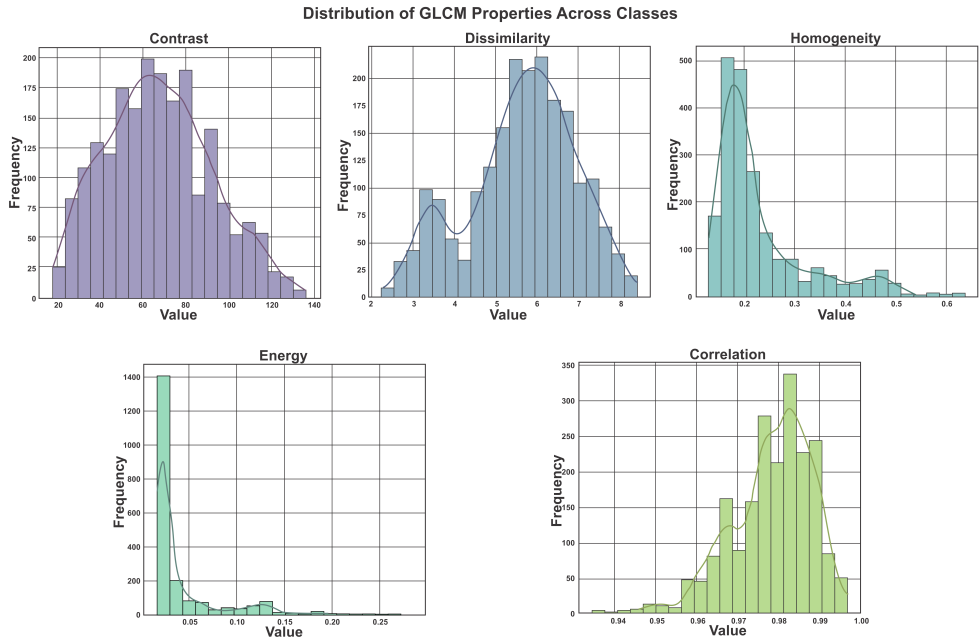 Distribution of GLCM Properties Across Classes
Contrast
Frequency
200
175
150
125
100
75
50
25
0
20 40 60 80 100 120 140
Value
Dissimilarity
Frequency
200
175
150
125
100
75
50
25
0
2 3 4 5 6 7 8
Value
Homogeneity
Frequency
500
400
300
200
100
0
0.2 0.3 0.4 0.5 0.6
Value
Energy
Frequency
1400
1200
1000
800
600
400
200
0
0.05 0.10 0.15 0.20 0.25
Value
Correlation
Frequency
350
300
250
200
150
100
50
0
0.94 0.95 0.96 0.97 0.98 0.99 1.00
Value